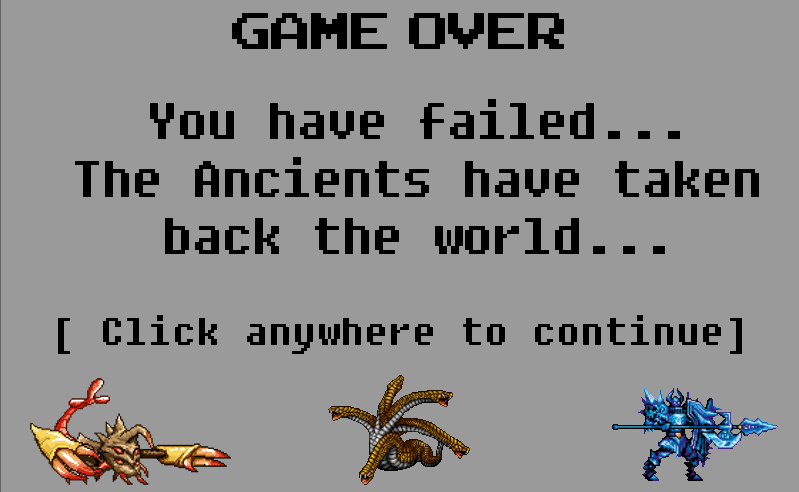 GAME OVER
You have failed...
The Ancients have taken
back the world...
[ Click anywhere to continue]